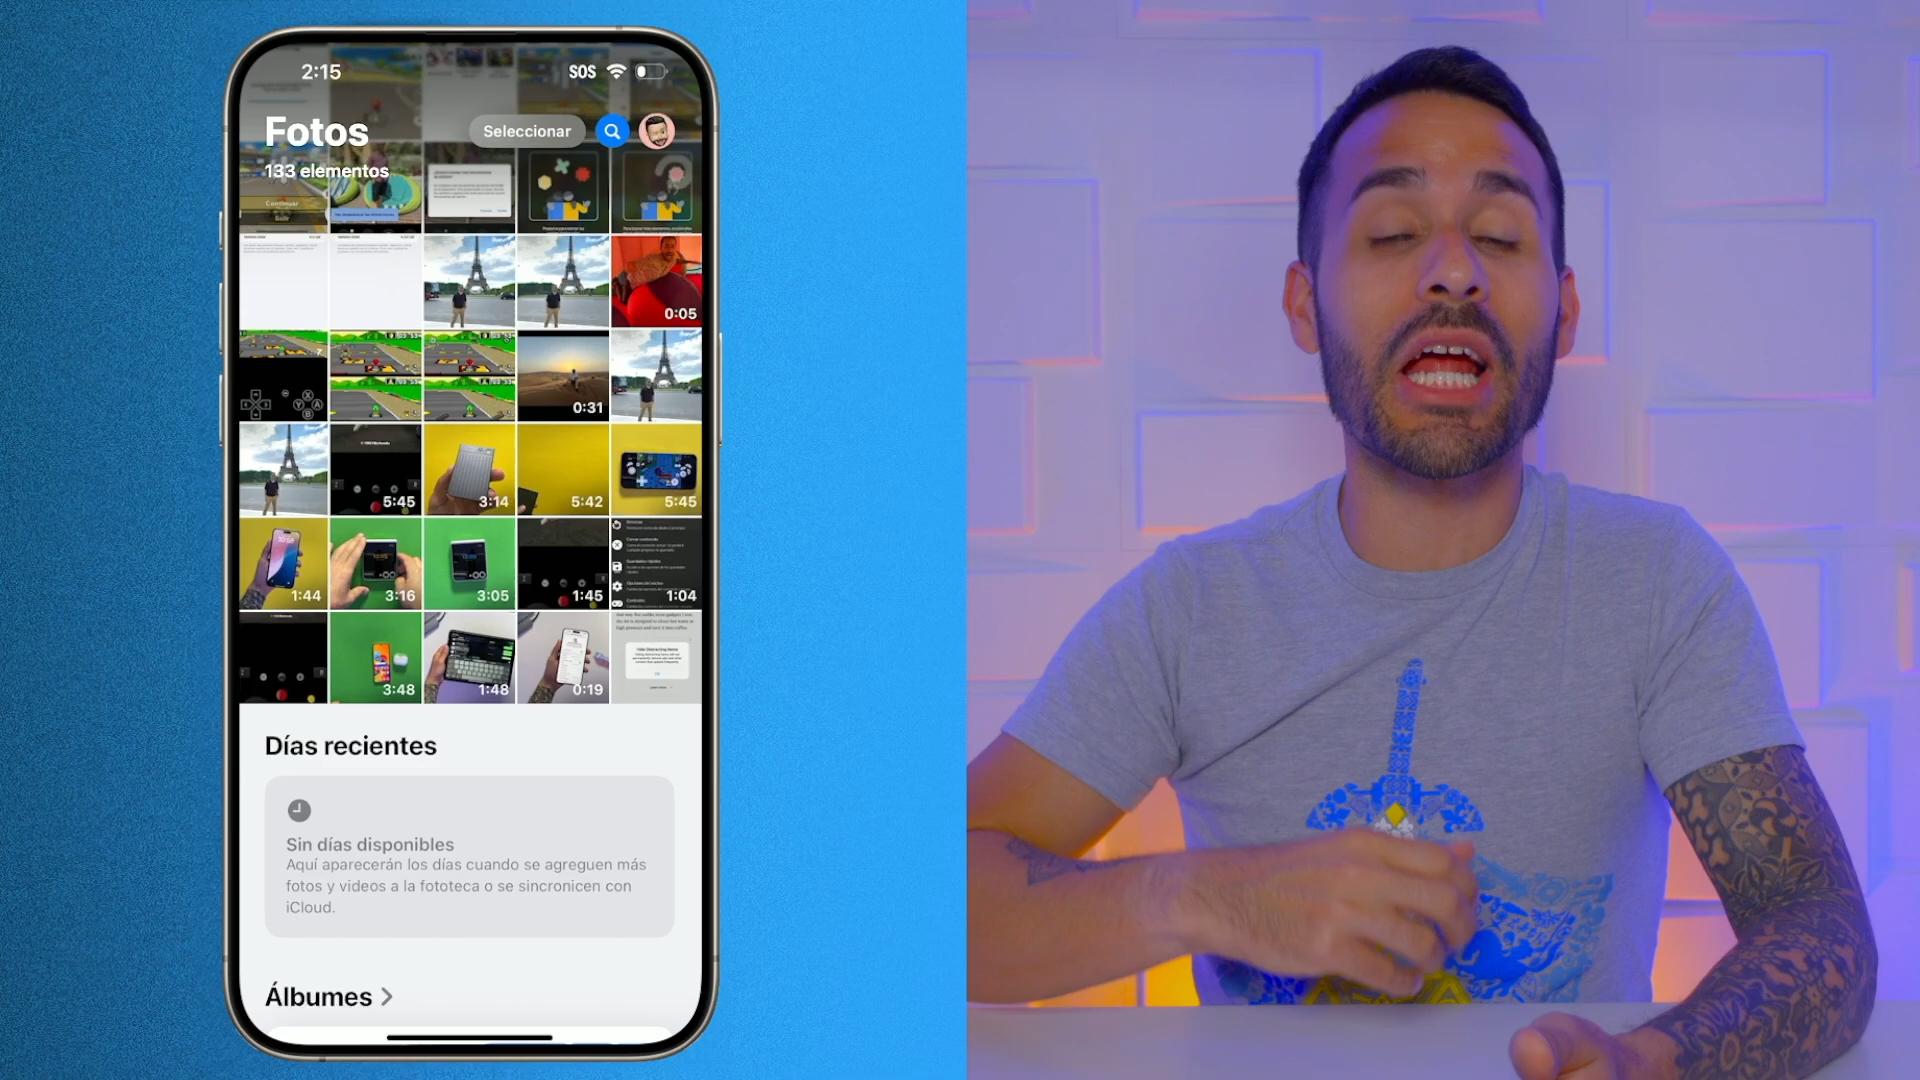 2:15
SOS
Fotos
Seleccionar
133 elementos
Continuar
Salir
0:05
0:31
5:45
3:14
5:42
5:45
1:44
3:16
3:05
1:45
1:04
3:48
1:48
0:19
Días recientes
Sin días disponibles
Aquí aparecerán los días cuando se agreguen más
fotos y videos a la fototeca o se sincronicen con
iCloud.
Álbumes